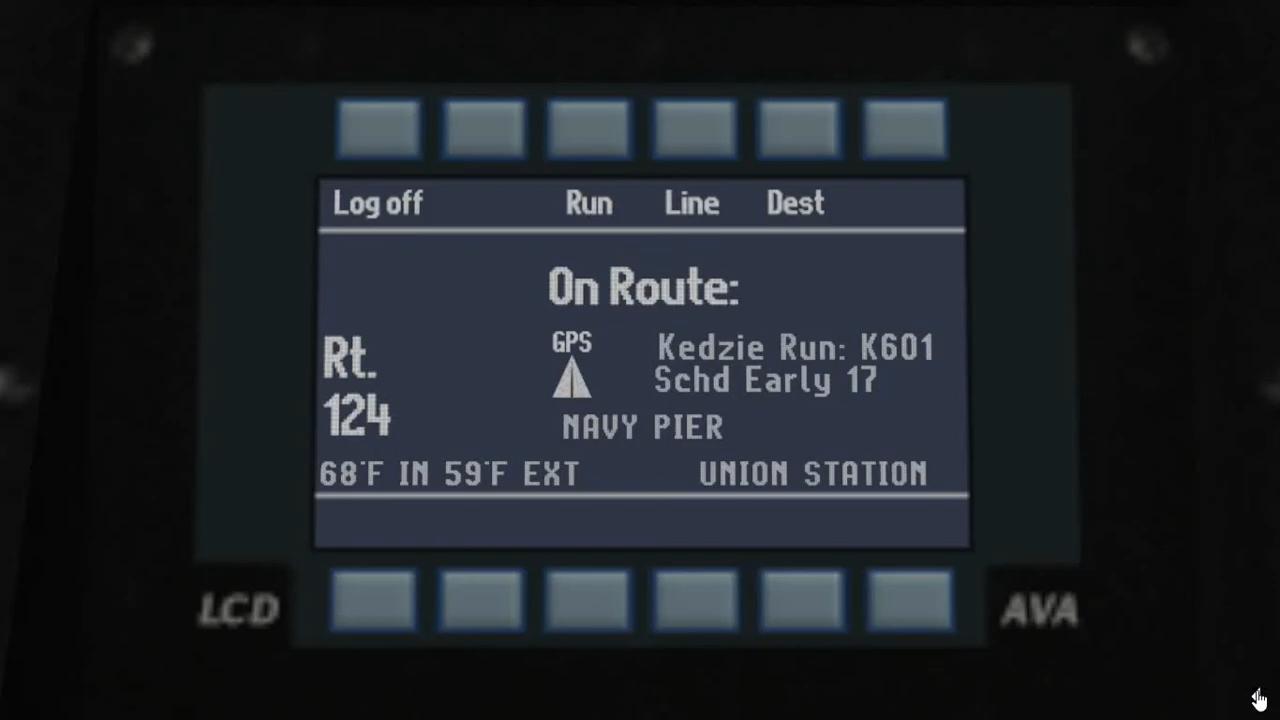 Log off Run Line Dest
On Route:
Rt.
124
GPS
Kedzie Run: K601
Schd Early 17
NAVY PIER
68°F IN 59°F EXT UNION STATION
LCD AVA